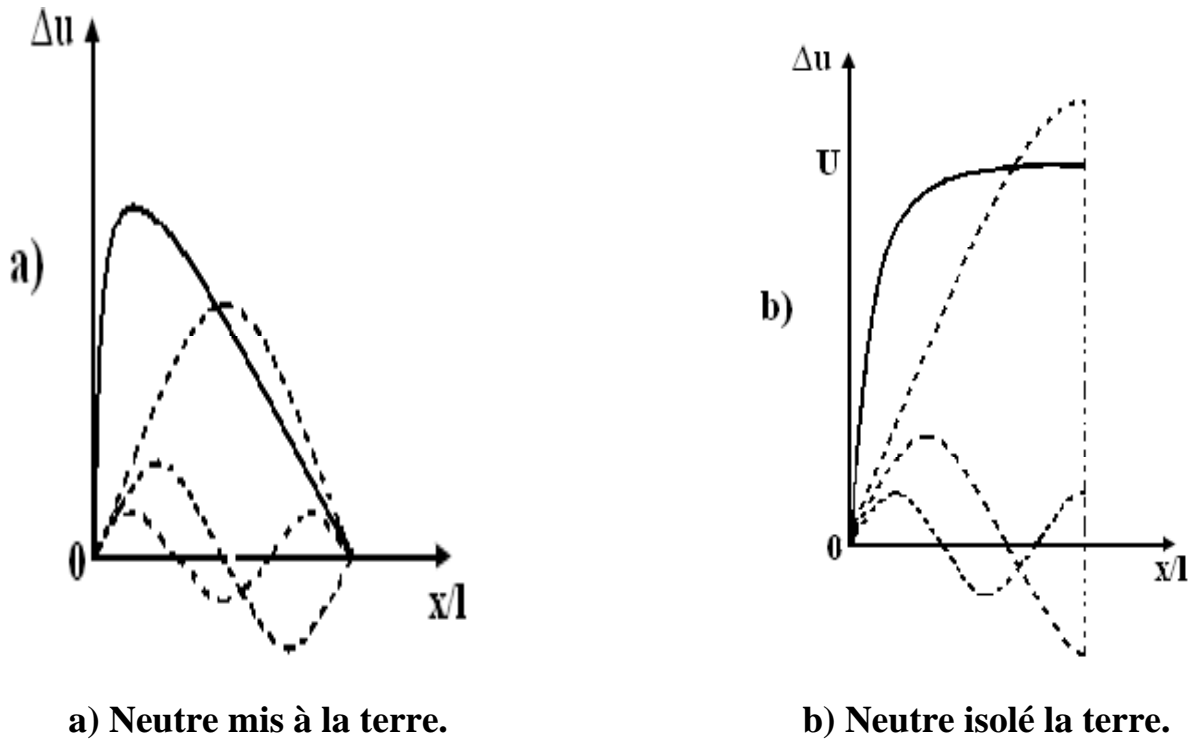 Δu
a)
0
x/l
Δu
U
b)
0
x/l
a) Neutre mis à la terre.
b) Neutre isolé la terre.